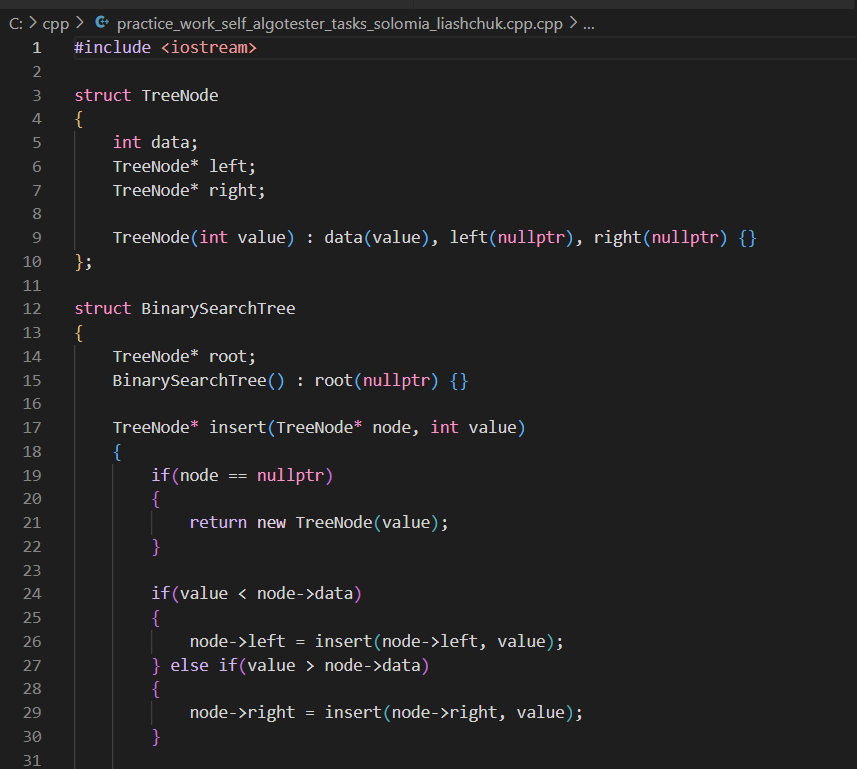 C: > cpp > practice_work_self_algotester_tasks_solomia_liashchuk.cpp.cpp > ...
1 #include <iostream>
2
3 struct TreeNode
4 {
5     int data;
6     TreeNode* left;
7     TreeNode* right;
8
9     TreeNode(int value) : data(value), left(nullptr), right(nullptr) {}
10 };
11
12 struct BinarySearchTree
13 {
14     TreeNode* root;
15     BinarySearchTree() : root(nullptr) {}
16
17     TreeNode* insert(TreeNode* node, int value)
18     {
19         if(node == nullptr)
20         {
21             return new TreeNode(value);
22         }
23
24         if(value < node->data)
25         {
26             node->left = insert(node->left, value);
27         } else if(value > node->data)
28         {
29             node->right = insert(node->right, value);
30         }
31